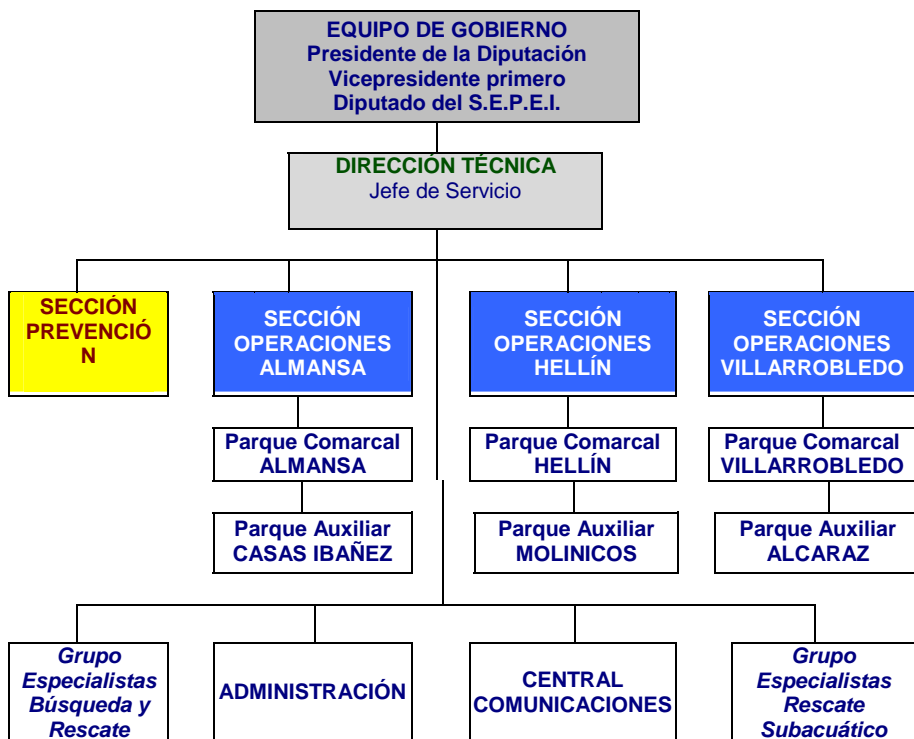 EQUIPO DE GOBIERNO
Presidente de la Diputación
Vicepresidente primero
Diputado del S.E.P.E.I.
DIRECCIÓN TÉCNICA
Jefe de Servicio
SECCIÓN
PREVENCIÓ
N
SECCIÓN
OPERACIONES
ALMANSA
SECCIÓN
OPERACIONES
HELLÍN
SECCIÓN
OPERACIONES
VILLARROBLEDO
Parque Comarcal
ALMANSA
Parque Comarcal
HELLÍN
Parque Comarcal
VILLARROBLEDO
Parque Auxiliar
CASAS IBAÑEZ
Parque Auxiliar
MOLINICOS
Parque Auxiliar
ALCARAZ
Grupo
Especialistas
Búsqueda y
Rescate
ADMINISTRACIÓN
CENTRAL
COMUNICACIONES
Grupo
Especialistas
Rescate
Subacuático